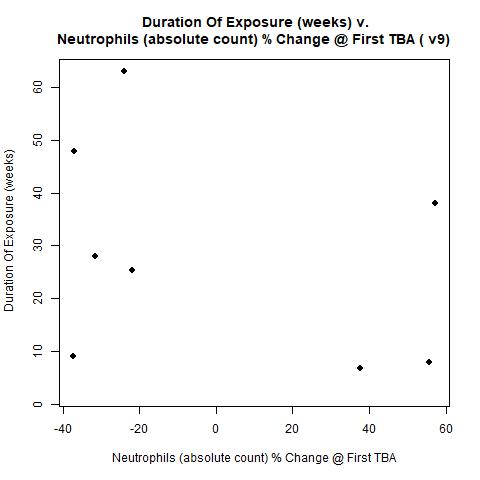 Duration Of Exposure (weeks) v.
Neutrophils (absolute count) % Change @ First TBA ( v9)
Duration Of Exposure (weeks)
60
50
40
30
20
10
0
-40 -20 0 20 40 60
Neutrophils (absolute count) % Change @ First TBA